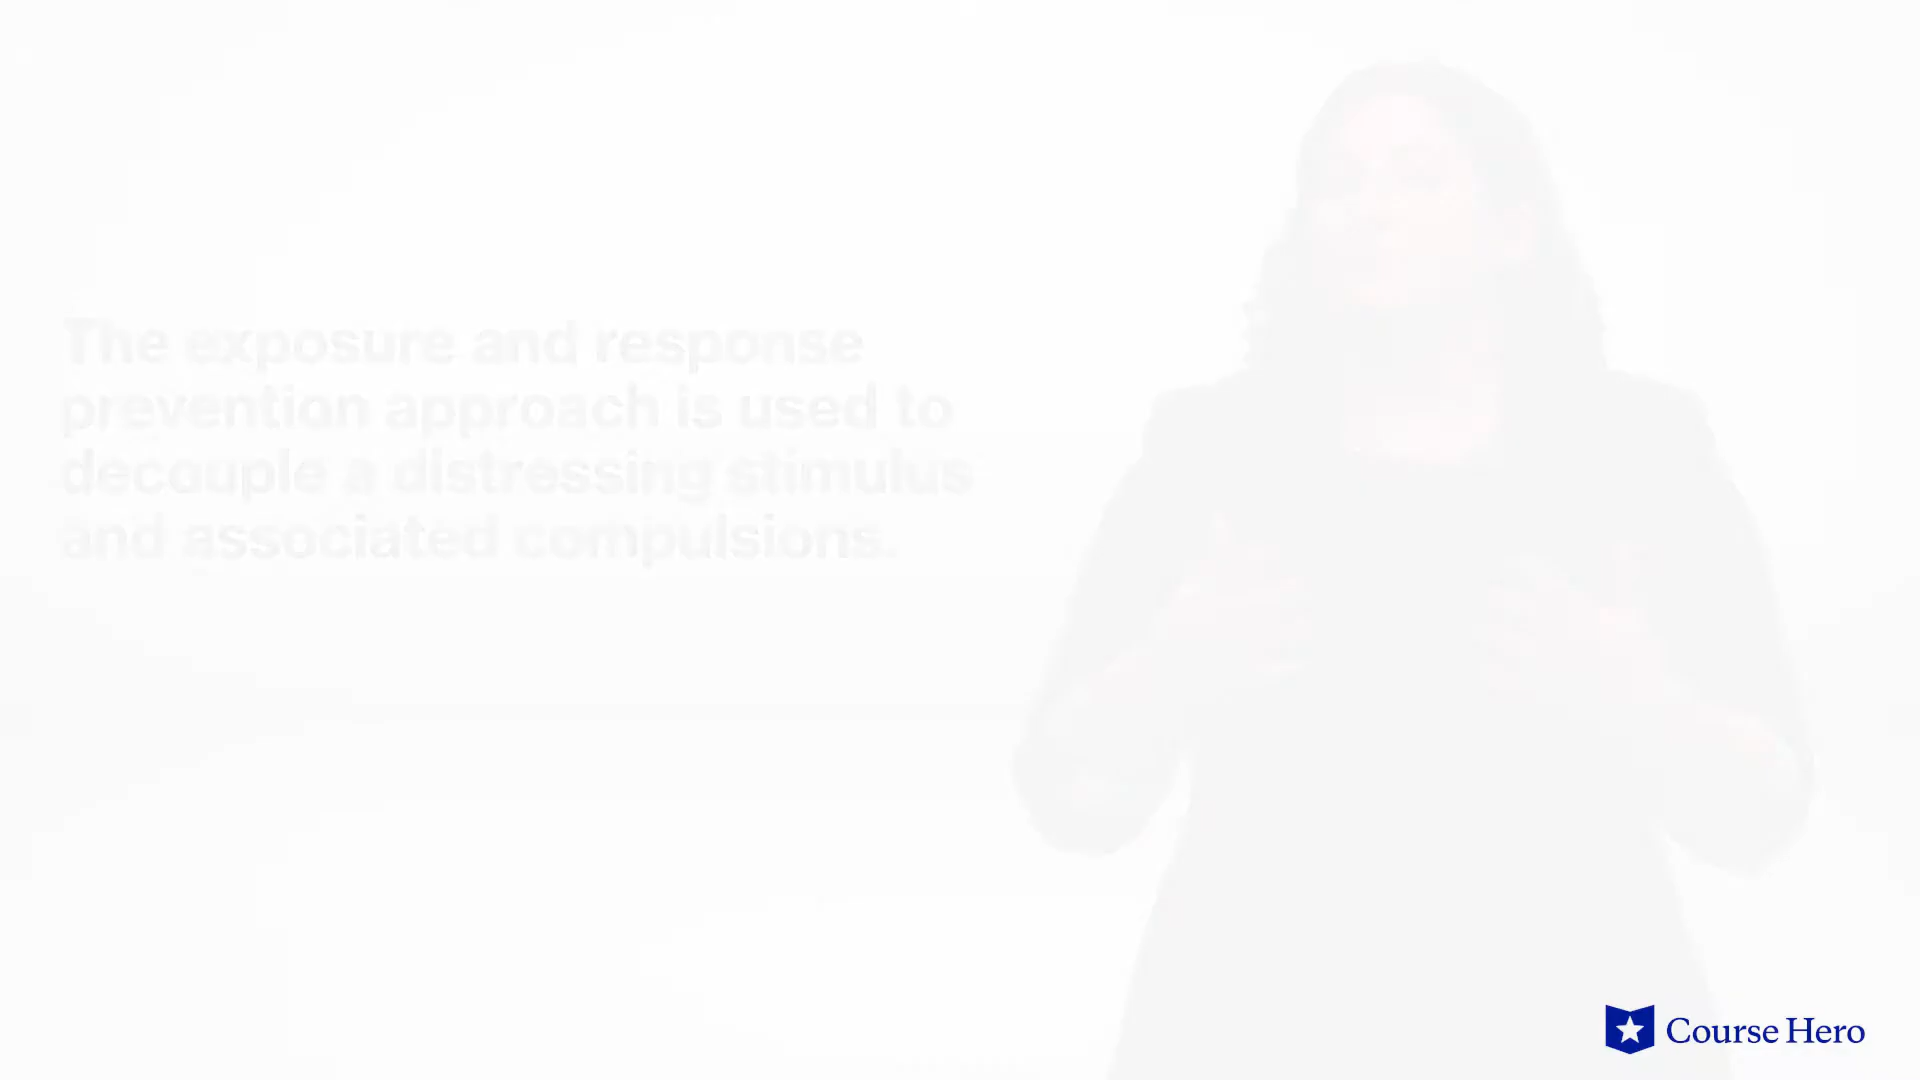 The exposure and response
prevention approach is used to
decouple a distressing stimulus
and associated compulsions.
Course Hero